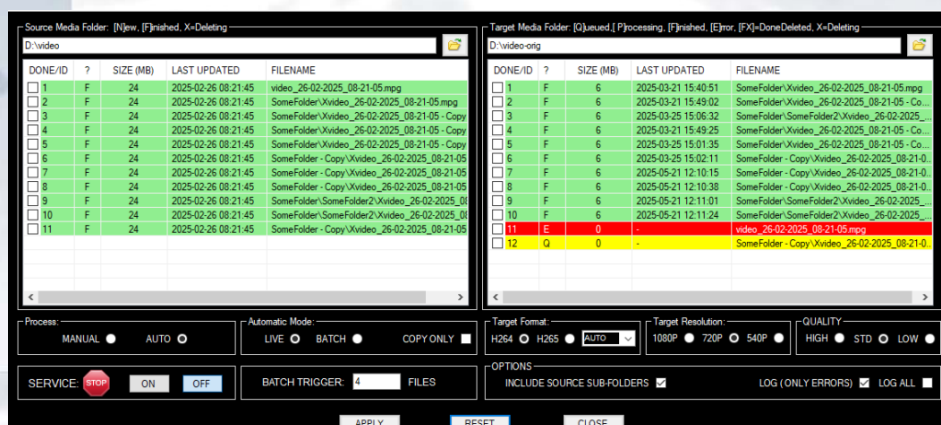 Source Media Folder: [N]ew, [F]inished, X=Deleting
D:\video
DONE/ID ? SIZE (MB) LAST UPDATED FILENAME
1 F 24 2025-02-26 08:21:45 video_26-02-2025_08-21-05.mpg
2 F 24 2025-02-26 08:21:45 SomeFolder\Xvideo_26-02-2025_08-21-05.mpg
3 F 24 2025-02-26 08:21:45 SomeFolder\Xvideo_26-02-2025_08-21-05 - Copy
4 F 24 2025-02-26 08:21:45 SomeFolder\Xvideo_26-02-2025_08-21-05 - Copy
5 F 24 2025-02-26 08:21:45 SomeFolder\Xvideo_26-02-2025_08-21-05 - Copy
6 F 24 2025-02-26 08:21:45 SomeFolder - Copy\Xvideo_26-02-2025_08-21-05
7 F 24 2025-02-26 08:21:45 SomeFolder - Copy\Xvideo_26-02-2025_08-21-05
8 F 24 2025-02-26 08:21:45 SomeFolder - Copy\Xvideo_26-02-2025_08-21-05
9 F 24 2025-02-26 08:21:45 SomeFolder\SomeFolder2\Xvideo_26-02-2025_08
10 F 24 2025-02-26 08:21:45 SomeFolder\SomeFolder2\Xvideo_26-02-2025_08
11 F 24 2025-02-26 08:21:45 SomeFolder - Copy\Xvideo_26-02-2025_08-21-05
Target Media Folder: [Q]ueued,[ P]rocessing, [F]inished, [E]rror, [FX]=DoneDeleted, X=Deleting
D:\video-orig
DONE/ID ? SIZE (MB) LAST UPDATED FILENAME
1 F 6 2025-03-21 15:40:51 SomeFolder\Xvideo_26-02-2025_08-21-05.mpg
2 F 6 2025-03-21 15:49:02 SomeFolder\Xvideo_26-02-2025_08-21-05 - Co...
3 F 6 2025-03-25 15:06:32 SomeFolder\SomeFolder2\Xvideo_26-02-2025_...
4 F 6 2025-03-21 15:49:25 SomeFolder\Xvideo_26-02-2025_08-21-05 - Co...
5 F 6 2025-03-25 15:01:35 SomeFolder\Xvideo_26-02-2025_08-21-05 - Co...
6 F 6 2025-03-25 15:02:11 SomeFolder - Copy\Xvideo_26-02-2025_08-21-0...
7 F 6 2025-05-21 12:10:15 SomeFolder - Copy\Xvideo_26-02-2025_08-21-0...
8 F 6 2025-05-21 12:10:38 SomeFolder - Copy\Xvideo_26-02-2025_08-21-0...
9 F 6 2025-05-21 12:11:01 SomeFolder\SomeFolder2\Xvideo_26-02-2025_...
10 F 6 2025-05-21 12:11:24 SomeFolder\SomeFolder2\Xvideo_26-02-2025_...
11 E 0 - video_26-02-2025_08-21-05.mpg
12 Q 0 - SomeFolder - Copy\Xvideo_26-02-2025_08-21-0...
Process:
MANUAL AUTO
Automatic Mode:
LIVE BATCH COPY ONLY
Target Format:
H264 H265 AUTO
Target Resolution:
1080P 720P 540P
QUALITY
HIGH STD LOW
SERVICE: STOP ON OFF
BATCH TRIGGER: 4 FILES
OPTIONS
INCLUDE SOURCE SUB-FOLDERS LOG (ONLY ERRORS) LOG ALL
APPLY RESET CLOSE